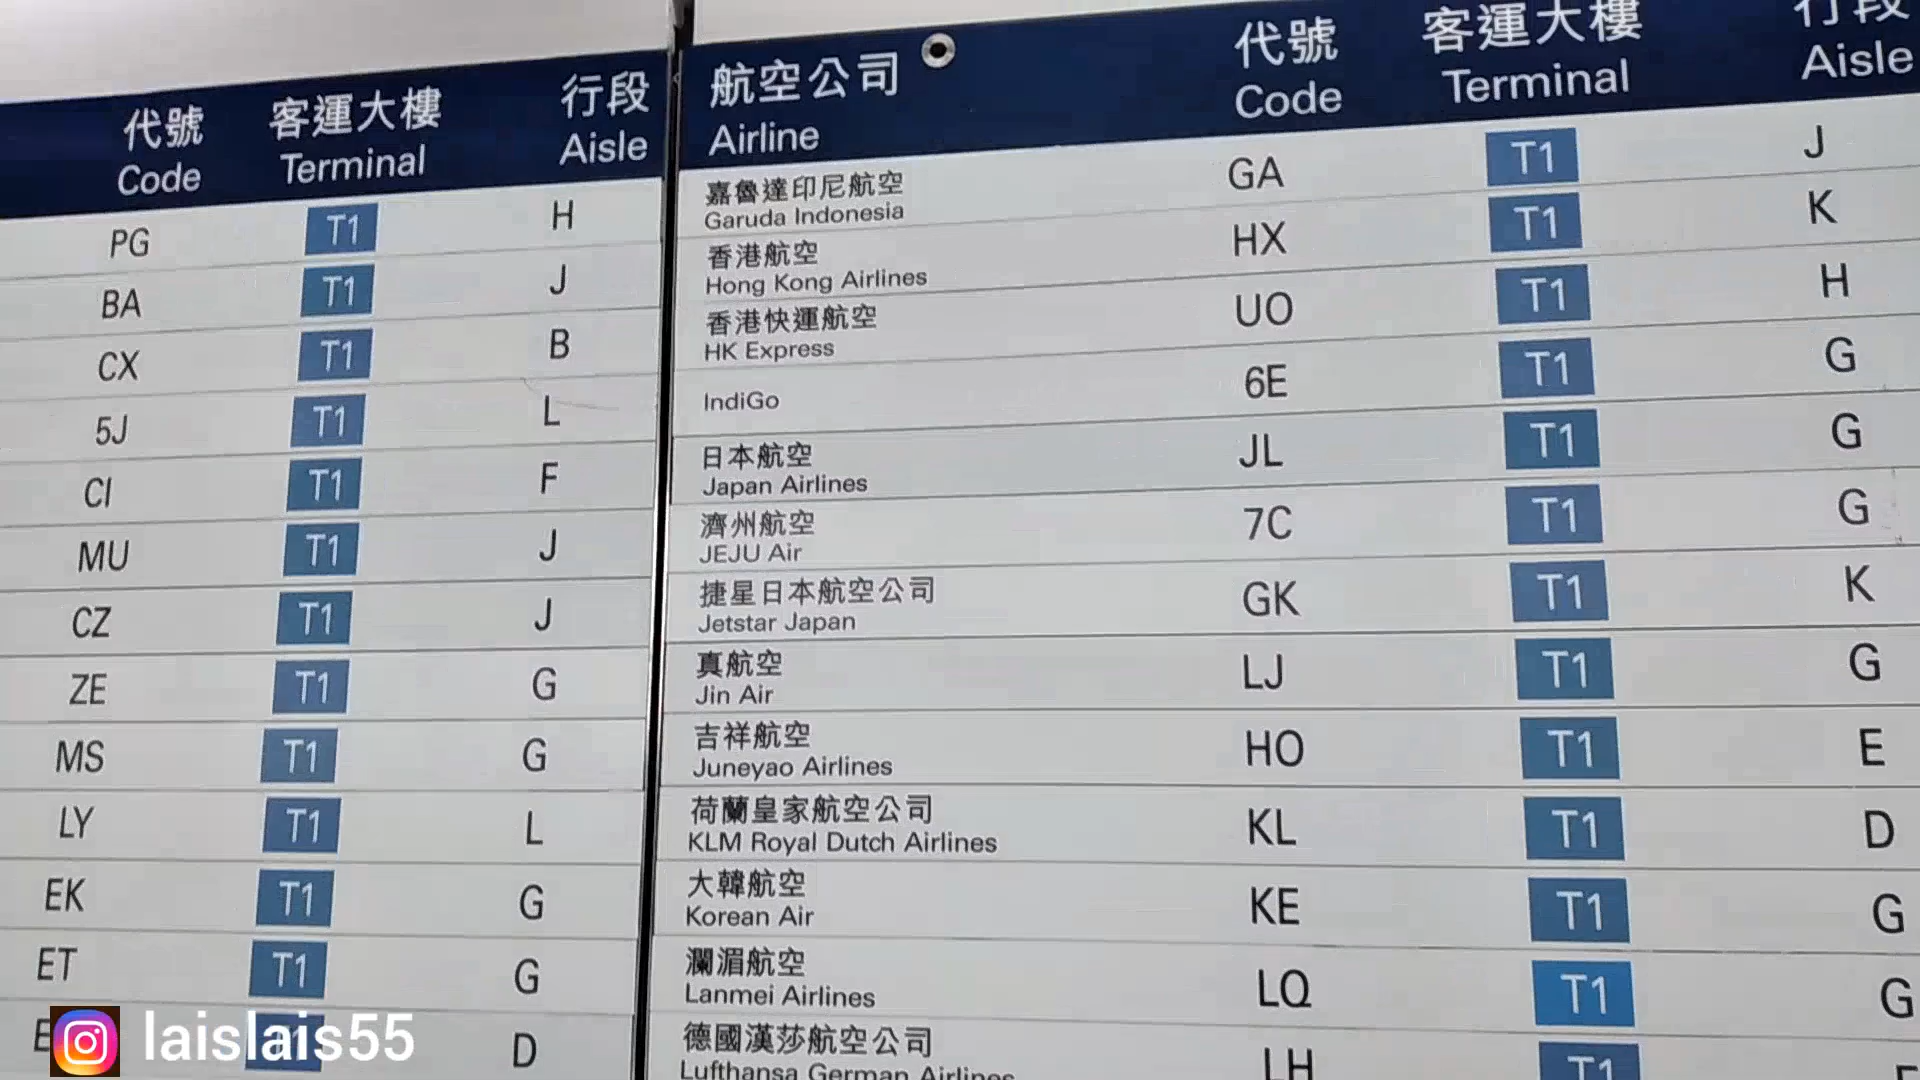 代號 客運大樓 行段
Code Terminal Aisle
PG T1 H
BA T1 J
CX T1 B
5J T1 L
CI T1 F
MU T1 J
CZ T1 J
ZE T1 G
MS T1 G
LY T1 L
EK T1 G
ET T1 G
D
航空公司 代號 客運大樓 行段
Airline Code Terminal Aisle
嘉魯達印尼航空 GA T1 J
Garuda Indonesia
香港航空 HX T1 K
Hong Kong Airlines
香港快運航空 UO T1 H
HK Express
IndiGo 6E T1 G
日本航空 JL T1 G
Japan Airlines
濟州航空 7C T1 G
JEJU Air
捷星日本航空公司 GK T1 K
Jetstar Japan
真航空 LJ T1 G
Jin Air
吉祥航空 HO T1 E
Juneyao Airlines
荷蘭皇家航空公司 KL T1 D
KLM Royal Dutch Airlines
大韓航空 KE T1 G
Korean Air
瀾湄航空 LQ T1 G
Lanmei Airlines
德國漢莎航空公司 LH T1
Lufthansa German Airlines
laislais55